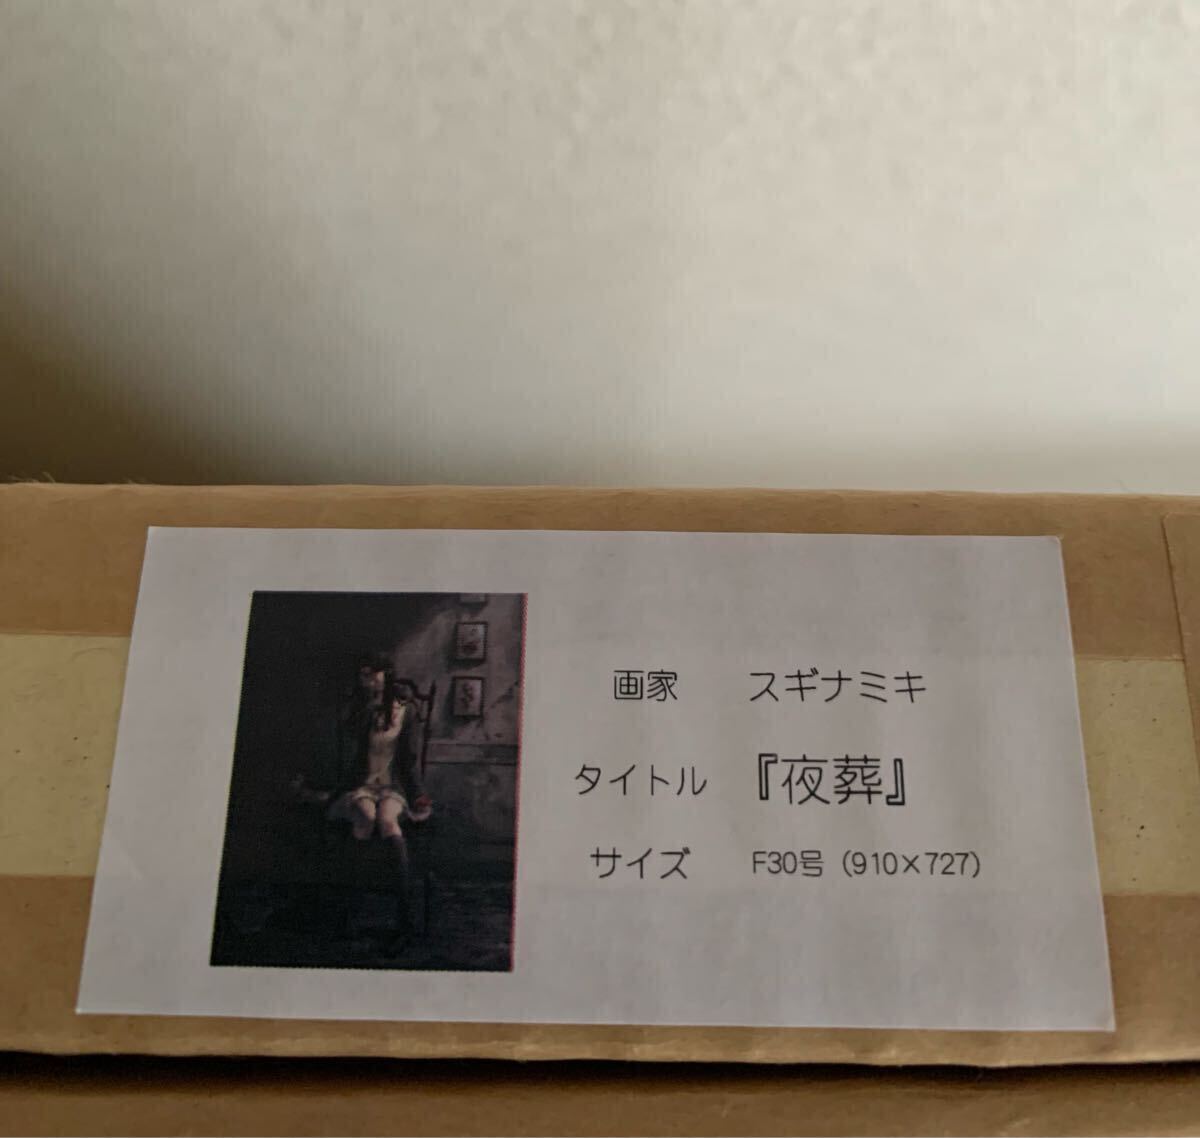 画家 スギナミキ
タイトル 『夜葬』
サイズ F30号（910×727）